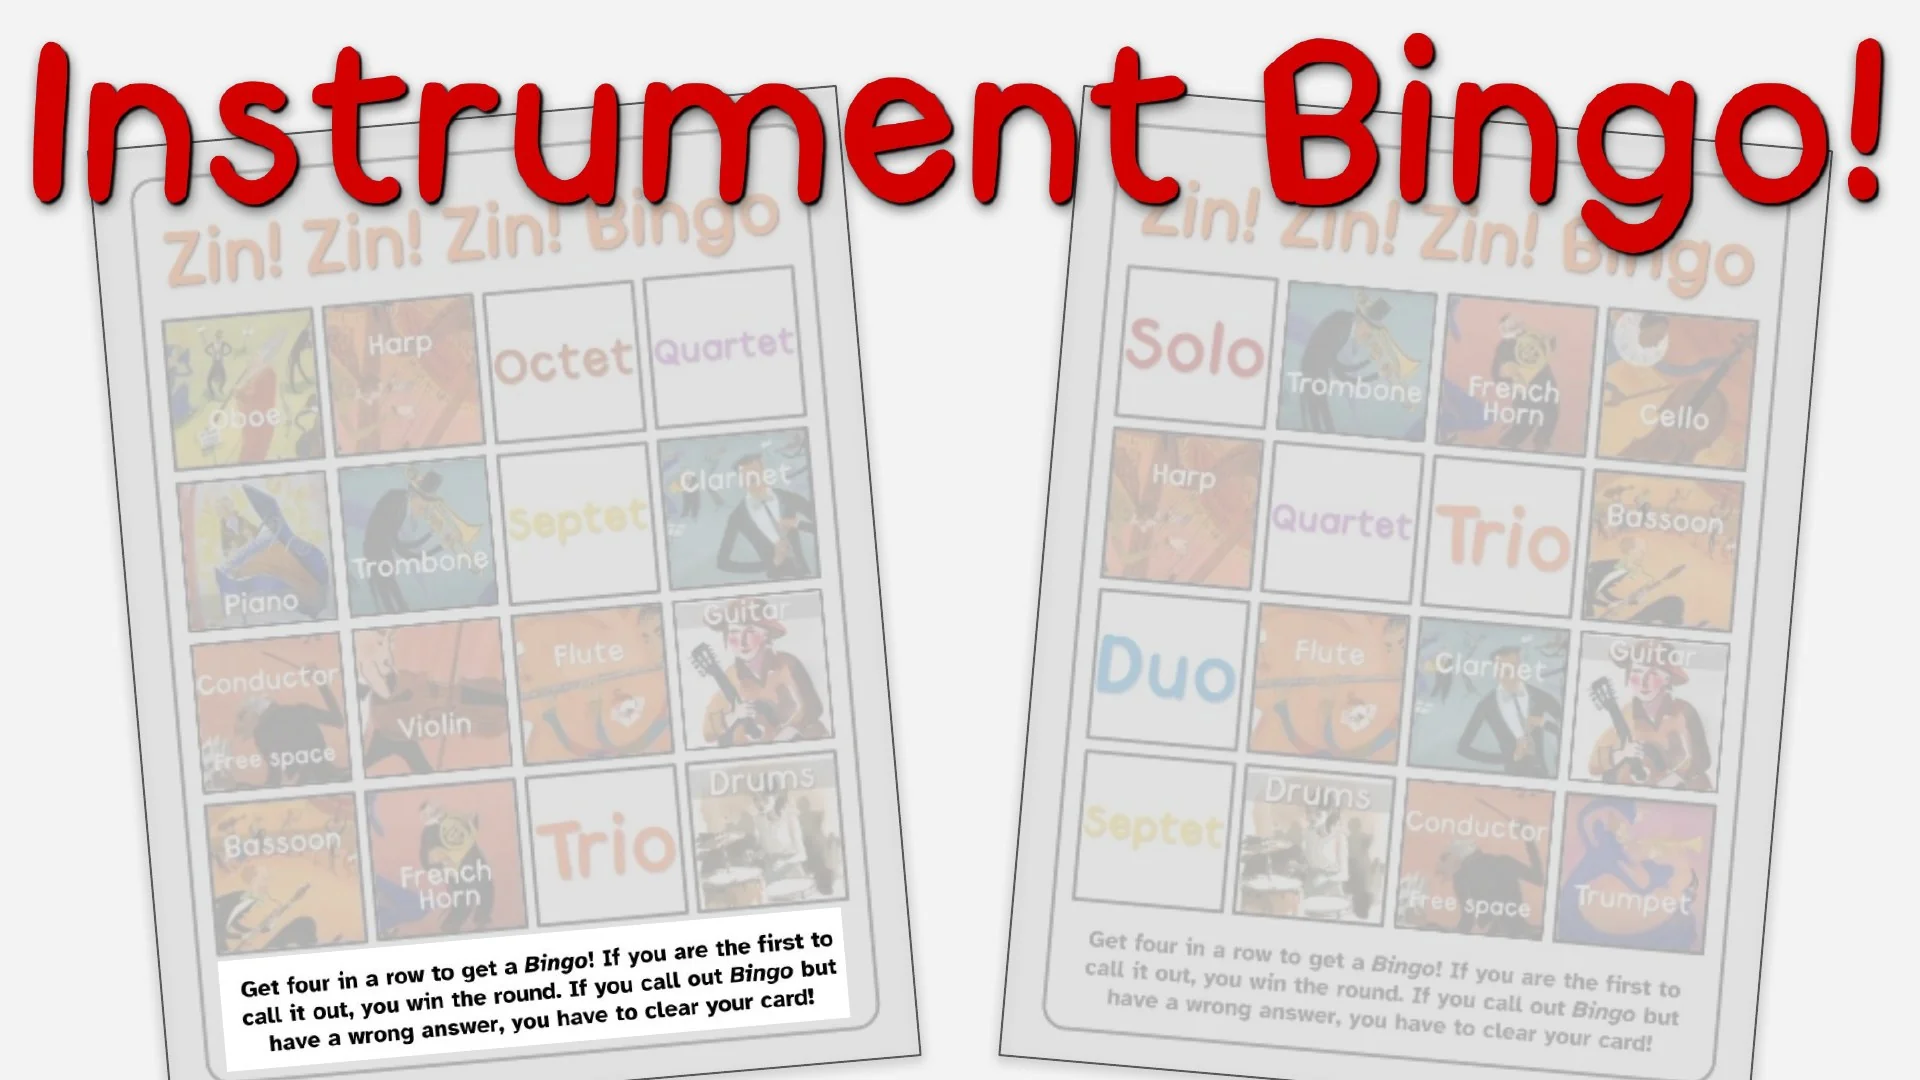 Instrument Bingo!
Zin! Zin! Zin! Bingo
Oboe
Harp
Octet
Quartet
Piano
Trombone
Septet
Clarinet
Conductor
Free space
Violin
Flute
Guitar
Bassoon
French
Horn
Trio
Drums
Get four in a row to get a Bingo! If you are the first to
call it out, you win the round. If you call out Bingo but
have a wrong answer, you have to clear your card!
Zin! Zin! Zin! Bingo
Solo
Trombone
French
Horn
Cello
Harp
Quartet
Trio
Bassoon
Duo
Flute
Clarinet
Guitar
Septet
Drums
Conductor
Free space
Trumpet
Get four in a row to get a Bingo! If you are the first to
call it out, you win the round. If you call out Bingo but
have a wrong answer, you have to clear your card!